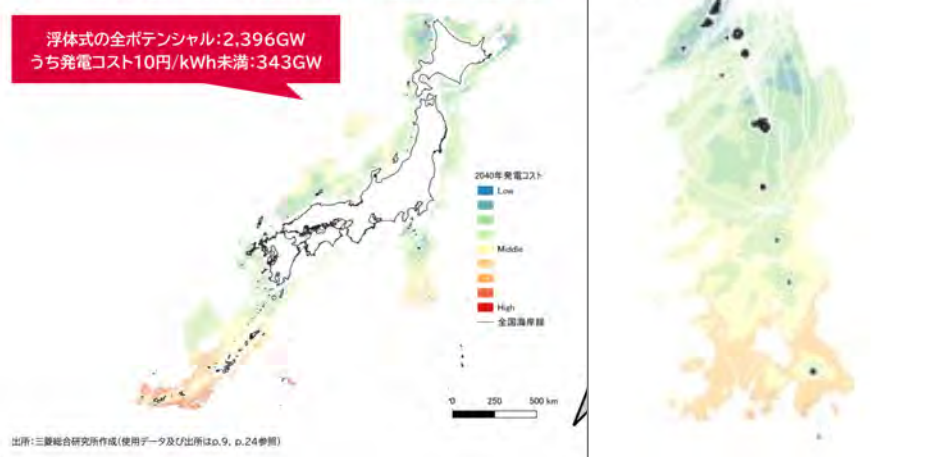 浮体式の全ポテンシャル：2,396GW
うち発電コスト10円/kWh未満：343GW
2040年発電コスト
Low
Middle
High
全国海岸線
0 250 500 km
出所：三菱総合研究所作成（使用データ及び出所はp.9, p.24参照）